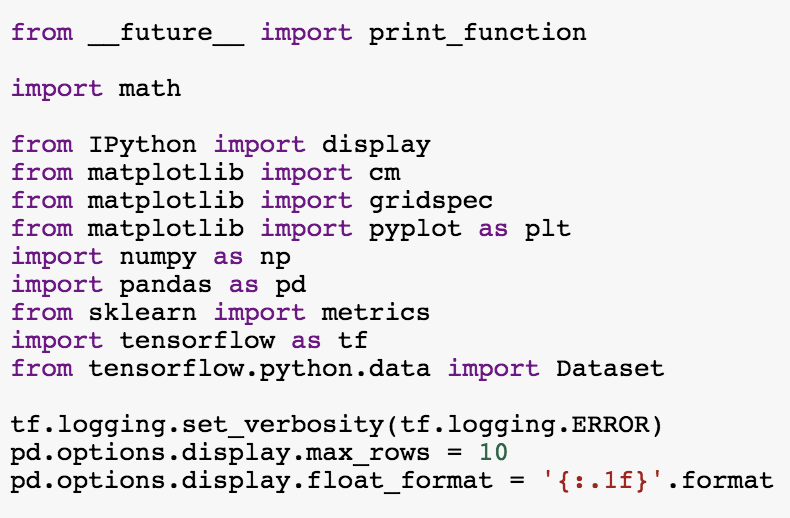 from __future__ import print_function
import math
from IPython import display
from matplotlib import cm
from matplotlib import gridspec
from matplotlib import pyplot as plt
import numpy as np
import pandas as pd
from sklearn import metrics
import tensorflow as tf
from tensorflow.python.data import Dataset
tf.logging.set_verbosity(tf.logging.ERROR)
pd.options.display.max_rows = 10
pd.options.display.float_format = '{:.1f}'.format